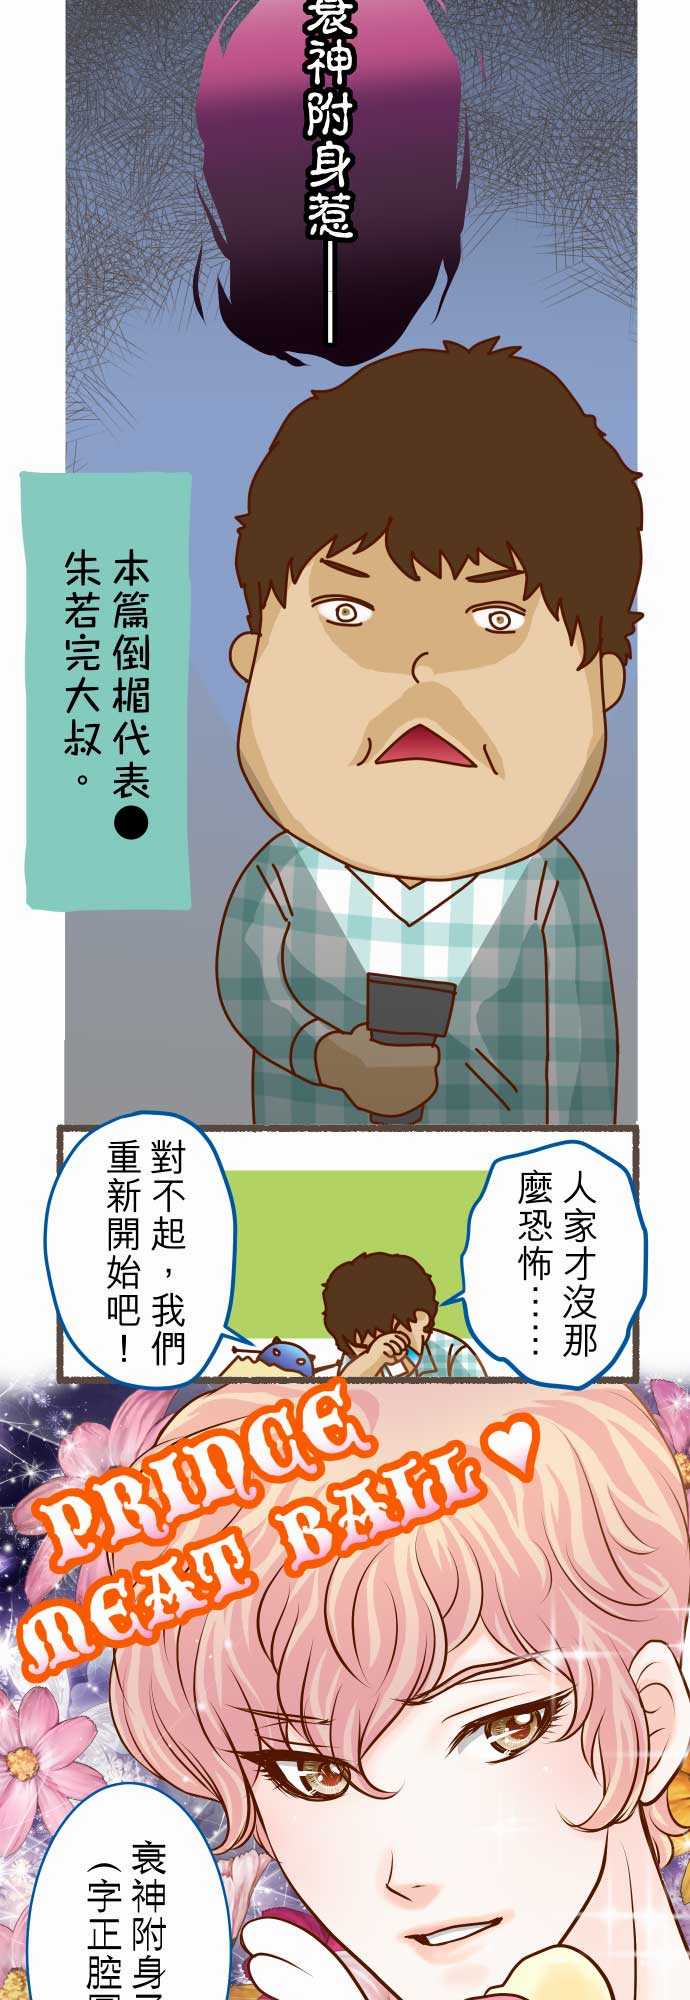 衰神附身惹——
本篇倒楣代表●
朱若完大叔。
人家才沒那
麼恐怖……
對不起，我們
重新開始吧！
PRINCE
MEAT BALL♥
衰神附身了
（字正腔圓